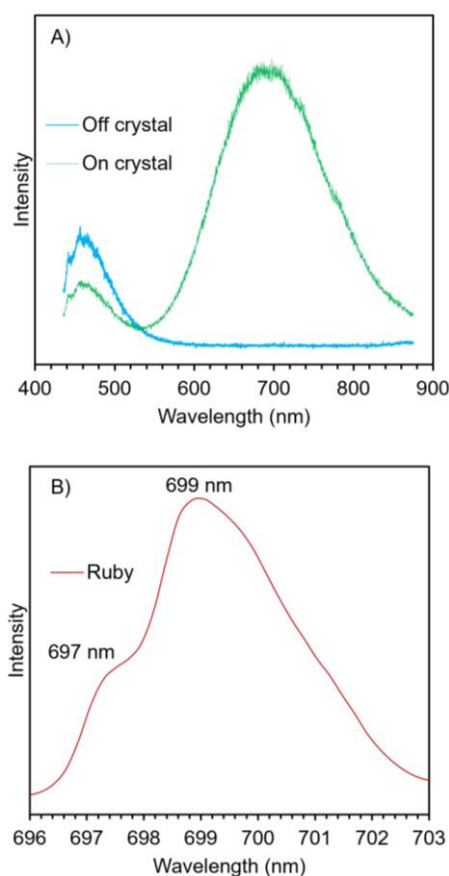 A)
Off crystal
On crystal
Intensity
400 500 600 700 800 900
Wavelength (nm)
B)
699 nm
Ruby
697 nm
Intensity
696 697 698 699 700 701 702 703
Wavelength (nm)